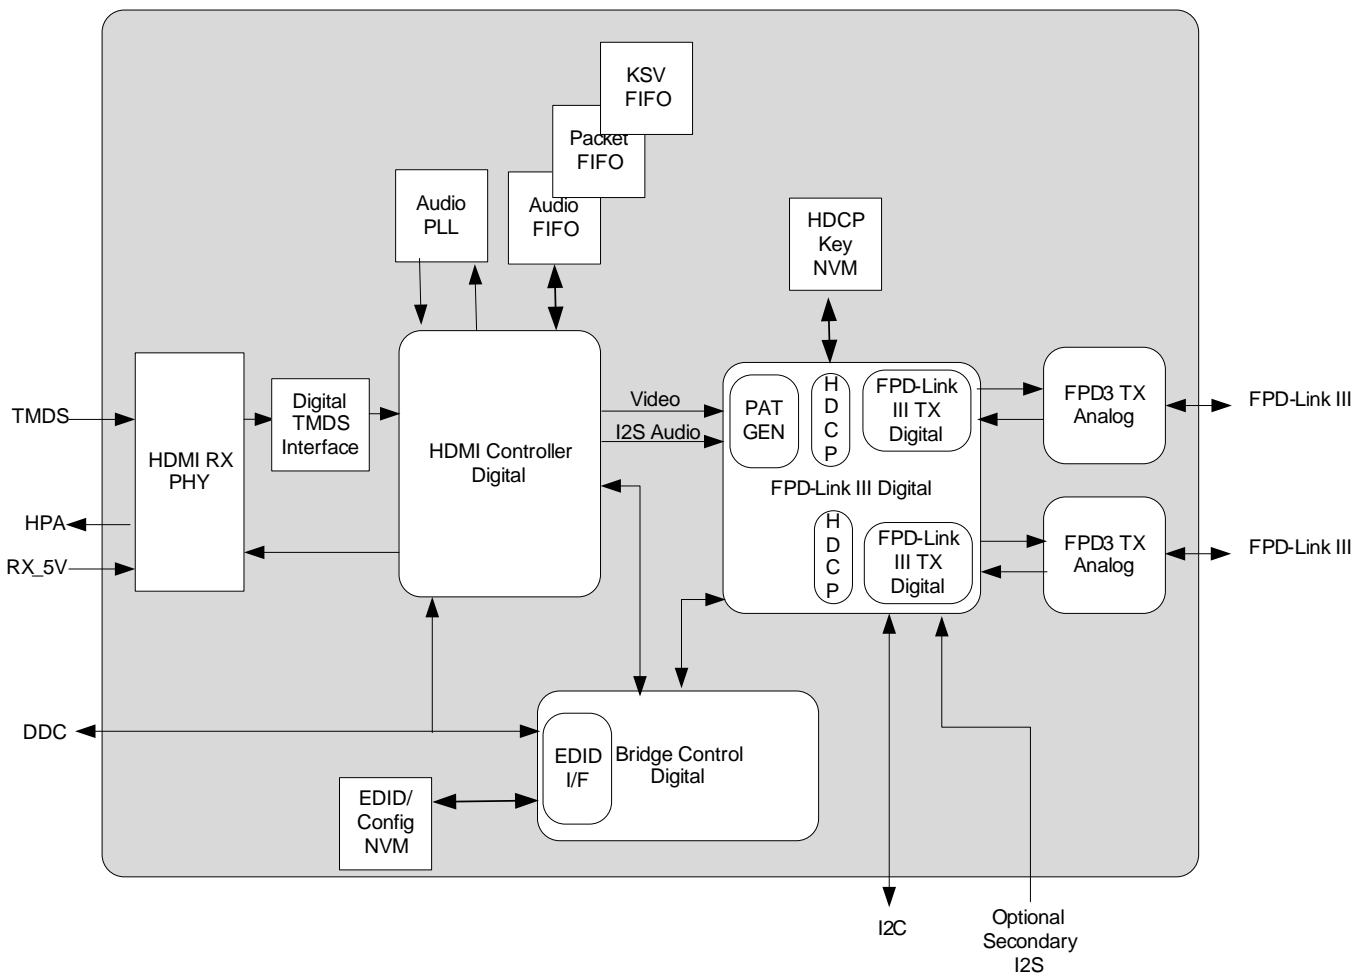 KSV
FIFO
Packet
FIFO
Audio
PLL
Audio
FIFO
HDCP
Key
NVM
TMDS
HDMI RX
PHY
Digital
TMDS
Interface
HDMI Controller
Digital
Video
I2S Audio
PAT
GEN
H
D
C
P
FPD-Link
III TX
Digital
FPD-Link III Digital
H
D
C
P
FPD-Link
III TX
Digital
FPD3 TX
Analog
FPD-Link III
FPD3 TX
Analog
FPD-Link III
HPA
RX_5V
DDC
EDID
I/F
Bridge Control
Digital
EDID/
Config
NVM
I2C
Optional
Secondary
I2S